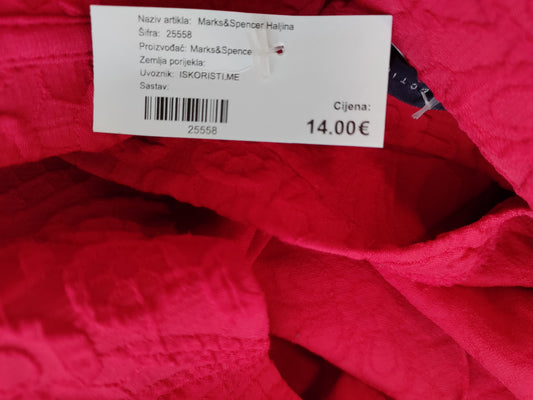 Naziv artikla: Marks&Spencer Haljina
Šifra: 25558
Proizvođač: Marks&Spence
Zemlja porijekla:
Uvoznik: ISKORISTI.ME
Sastav:
25558
Cijena:
14.00€